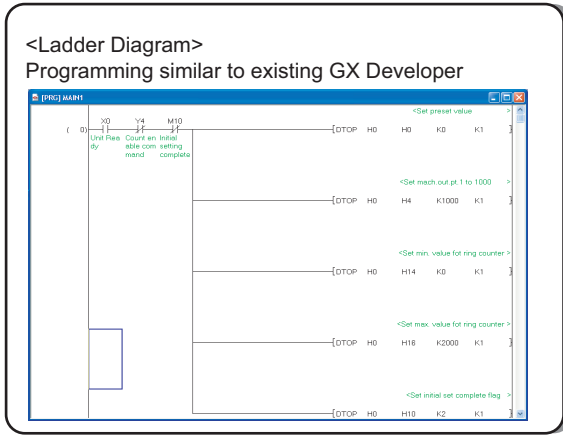 <Ladder Diagram>
Programming similar to existing GX Developer
[PRG] MAIN1
<Set preset value >
X0 Y4 M10
( 0) [DTOP H0 H0 K0 K1 ]
Unit Rea Count en Initial
dy able com setting
mand complete
<Set mach.out pt.1 to 1000 >
[DTOP H0 H4 K1000 K1 ]
<Set min. value fot ring counter >
[DTOP H0 H14 K0 K1 ]
<Set max. value fot ring counter >
[DTOP H0 H16 K2000 K1 ]
<Set initial set complete flag >
[DTOP H0 H10 K2 K1 ]